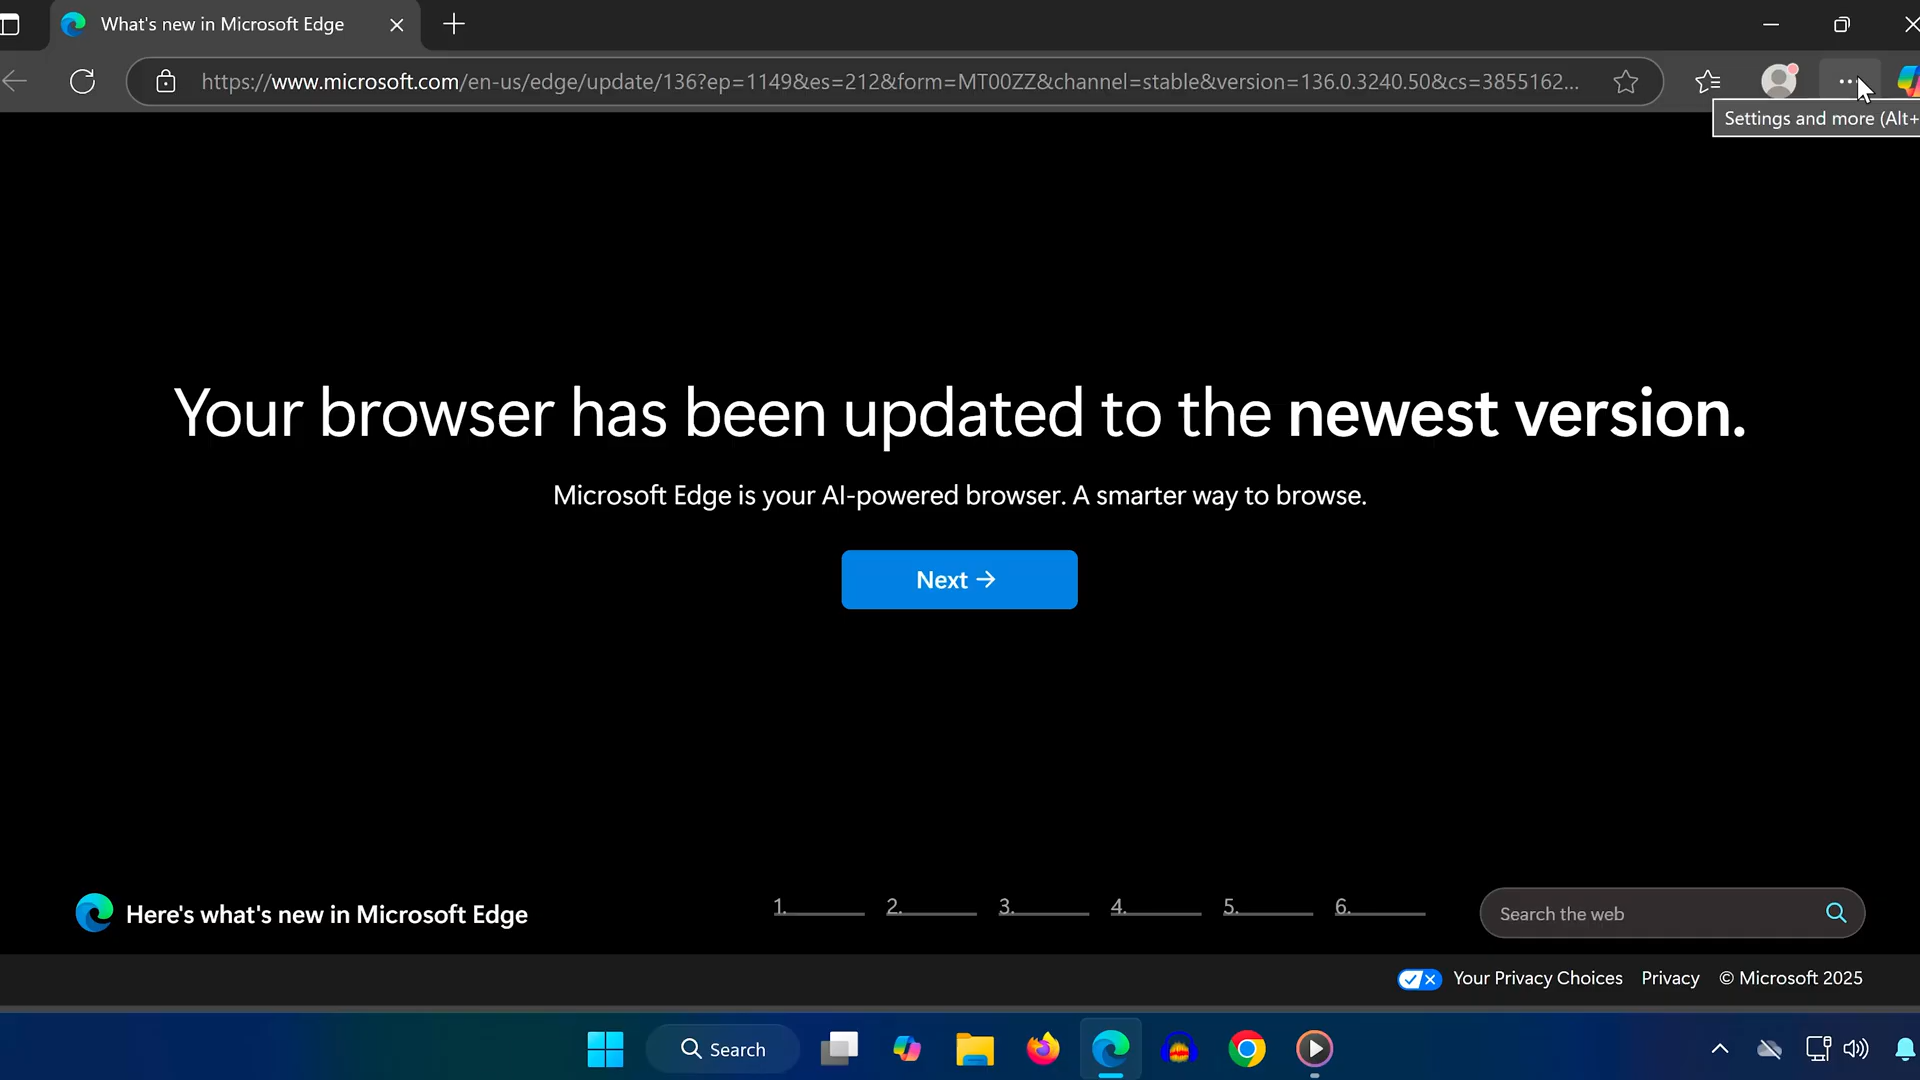 What's new in Microsoft Edge
https://www.microsoft.com/en-us/edge/update/136?ep=1149&es=212&form=MT00ZZ&channel=stable&version=136.0.3240.50&cs=3855162...
Settings and more (Alt+
Your browser has been updated to the newest version.
Microsoft Edge is your AI-powered browser. A smarter way to browse.
Next →
Here's what's new in Microsoft Edge
1. 2. 3. 4. 5. 6.
Search the web
Your Privacy Choices Privacy © Microsoft 2025
Search